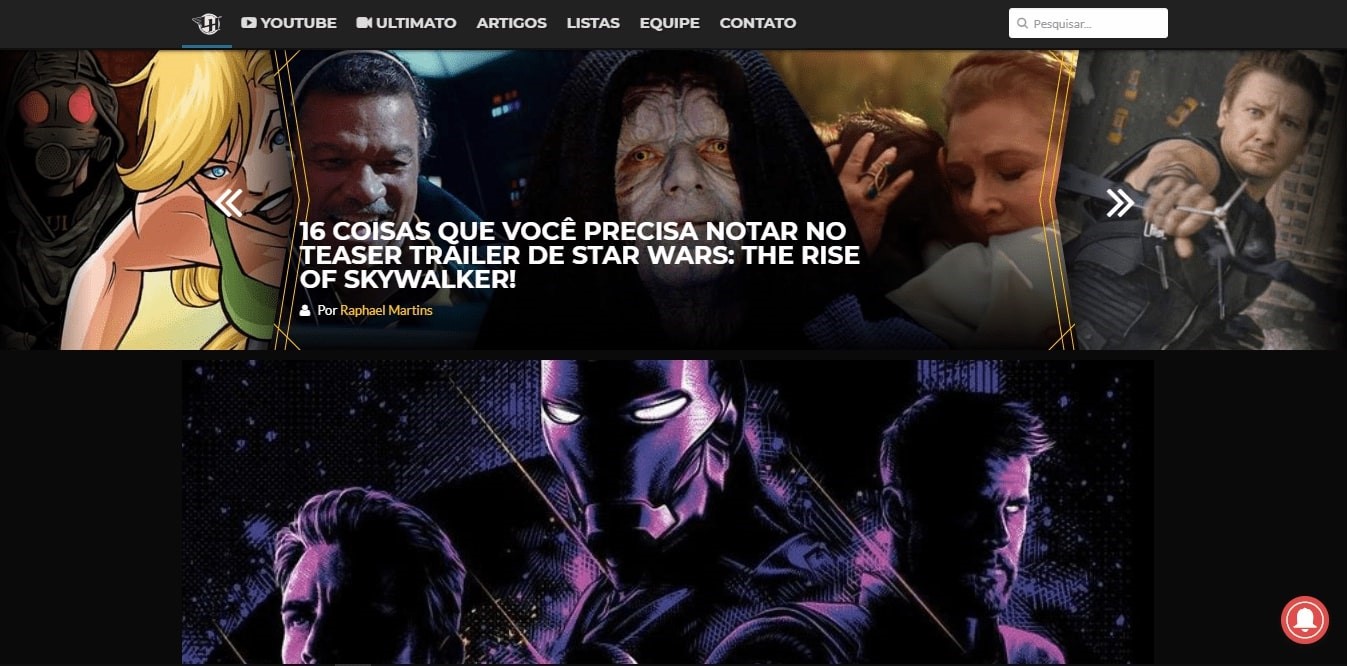 YOUTUBE ULTIMATO ARTIGOS LISTAS EQUIPE CONTATO Pesquisar...
16 COISAS QUE VOCÊ PRECISA NOTAR NO
TEASER TRAILER DE STAR WARS: THE RISE
OF SKYWALKER!
Por Raphael Martins